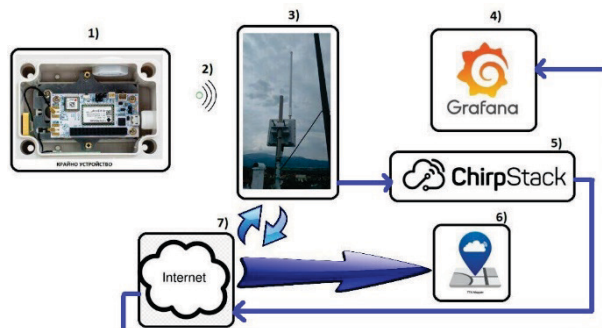 1)
2)
3)
4)
Grafana
КРАЙНО УСТРОЙСТВО
5)
ChirpStack
6)
7)
Internet